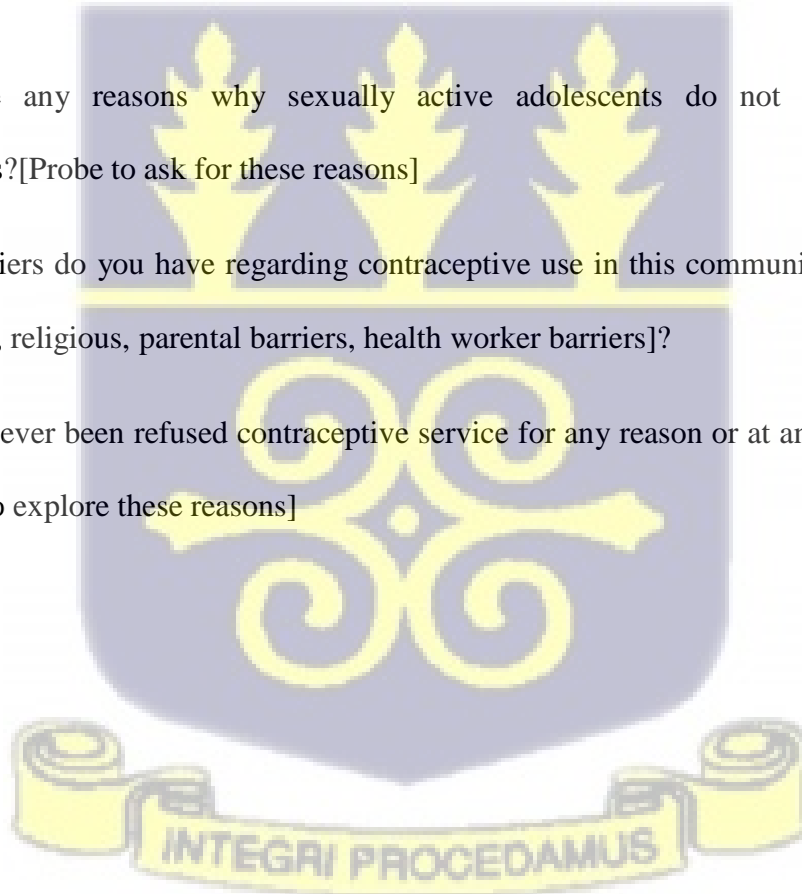 any reasons why sexually active adolescents do not
s?[Probe to ask for these reasons]
iers do you have regarding contraceptive use in this communi
, religious, parental barriers, health worker barriers]?
ever been refused contraceptive service for any reason or at
explore these reasons]
INTEGRI PROCEDAMUS